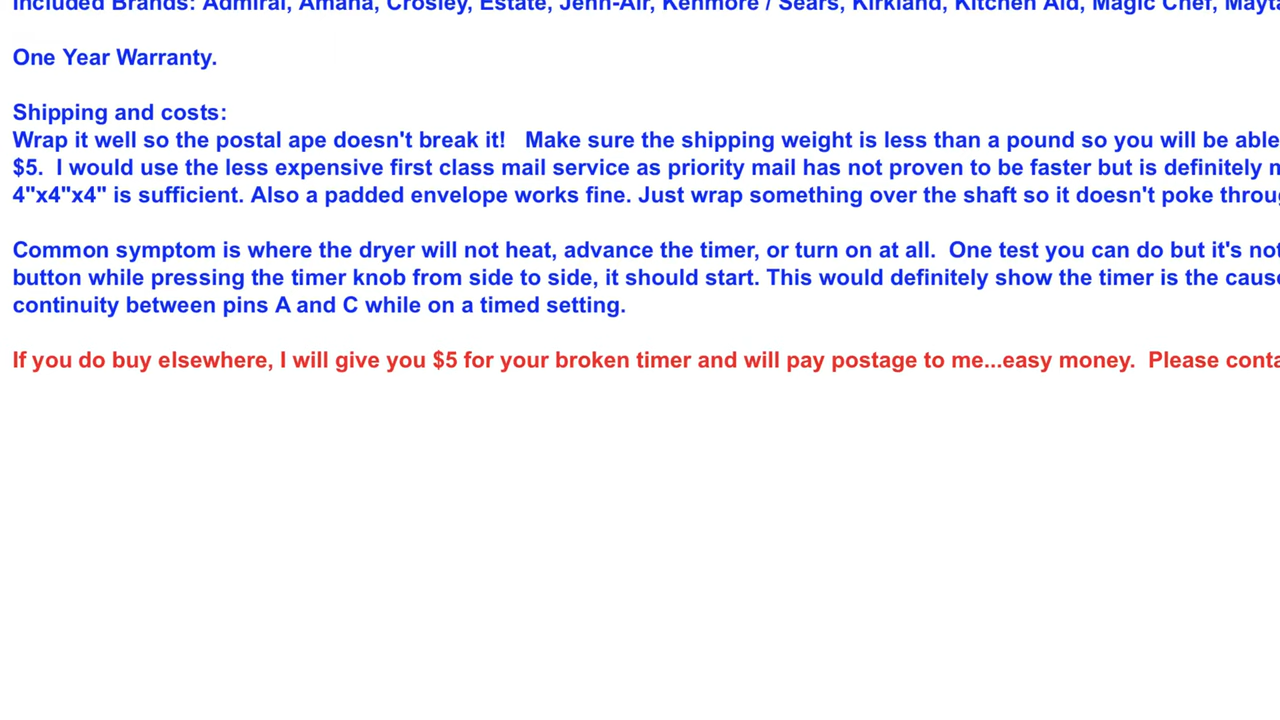 Included Brands: Admiral, Amana, Crosley, Estate, Jenn-Air, Kenmore / Sears, Kirkland, Kitchen Aid, Magic Chef,
One Year Warranty.
Shipping and costs:
Wrap it well so the postal ape doesn't break it!   Make sure the shipping weight is less than a pound so you will be able
$5.  I would use the less expensive first class mail service as priority mail has not proven to be faster but is definitely
4"x4"x4" is sufficient. Also a padded envelope works fine. Just wrap something over the shaft so it doesn't poke
Common symptom is where the dryer will not heat, advance the timer, or turn on at all.  One test you can do but it's not
button while pressing the timer knob from side to side, it should start. This would definitely show the timer is the
continuity between pins A and C while on a timed setting.
If you do buy elsewhere, I will give you $5 for your broken timer and will pay postage to me...easy money.  Please